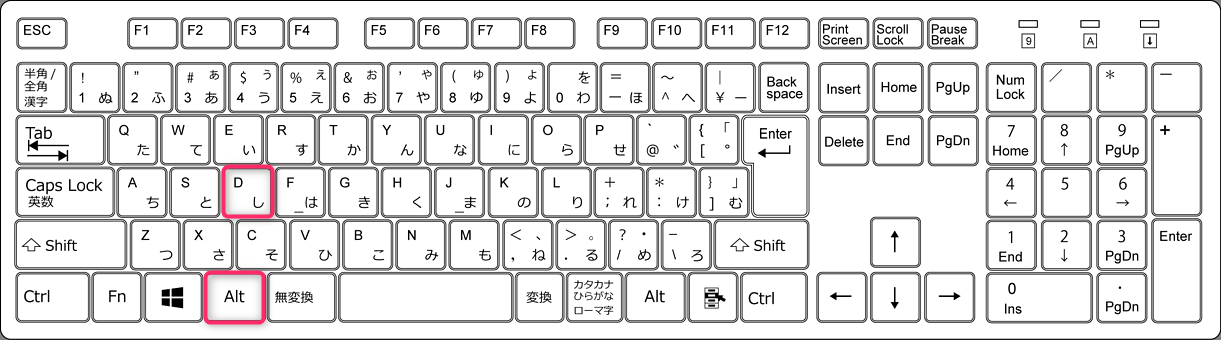 ESC F1 F2 F3 F4 F5 F6 F7 F8 F9 F10 F11 F12 Print Screen Scroll Lock Pause Break 9 A
半角/全角 漢字 ! 1 ぬ " 2 ふ # ぁ 3 あ $ ぅ 4 う % ぇ 5 え & ぉ 6 お ' ゃ 7 や ( ゅ 8 ゆ ) ょ 9 よ を 0 わ = ー ほ ~ ^ へ | ¥ ー Back space Insert Home PgUp Num Lock / * ー
Tab Q た W て E い R す T か Y ん U な I に O ら P せ ` @ ゛ { 「 [ ° Enter Delete End PgDn 7 Home 8 ↑ 9 PgUp +
Caps Lock 英数 A ち S と D し F _ は G き H く J _ ま K の L り + ; れ * : け } 」 ] む 4 ← 5 6 →
Shift Z つ X さ C そ V ひ B こ N み M も < 、 , ね > 。 . る ? ・ / め _ \ ろ Shift ↑ 1 End 2 ↓ 3 PgDn Enter
Ctrl Fn Alt 無変換 変換 カタカナ ひらがな ローマ字 Alt Ctrl ← ↓ → 0 Ins . PgDn